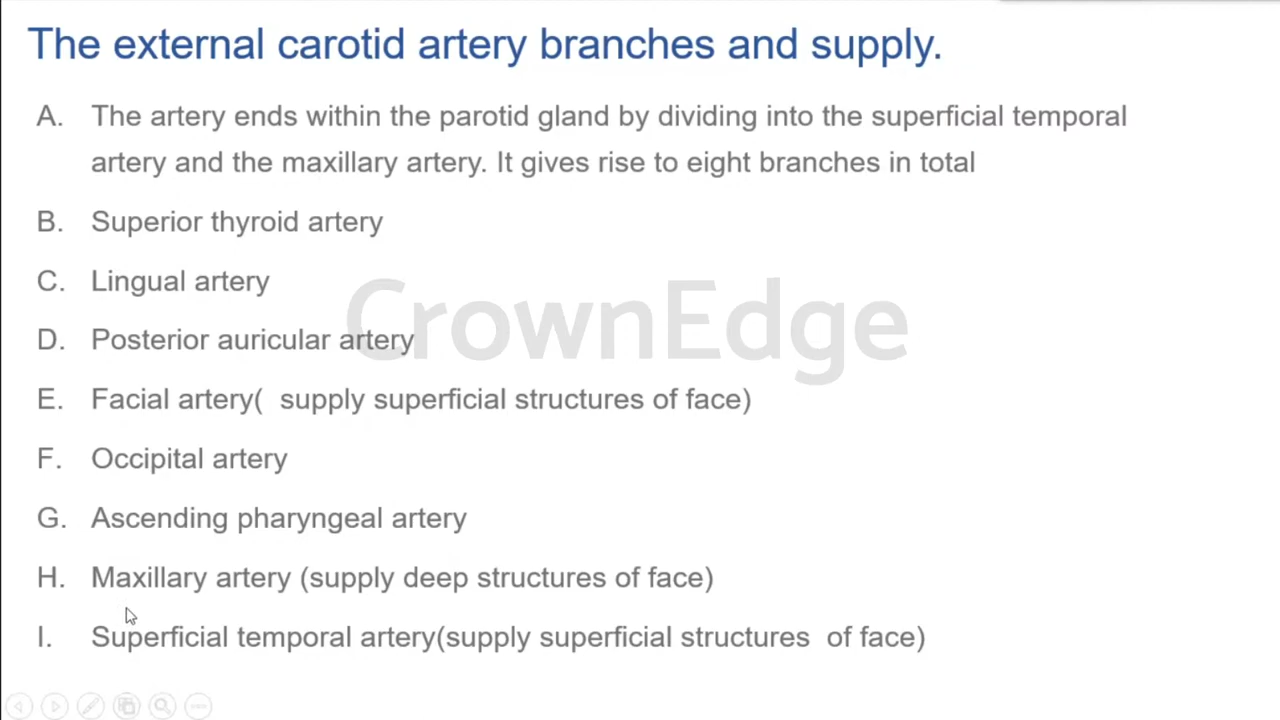 The external carotid artery branches and supply.
A. The artery ends within the parotid gland by dividing into the superficial temporal
artery and the maxillary artery. It gives rise to eight branches in total
B. Superior thyroid artery
C. Lingual artery
D. Posterior auricular artery
CrownEdge
E. Facial artery(  supply superficial structures of face)
F. Occipital artery
G. Ascending pharyngeal artery
H. Maxillary artery (supply deep structures of face)
I. Superficial temporal artery(supply superficial structures  of face)